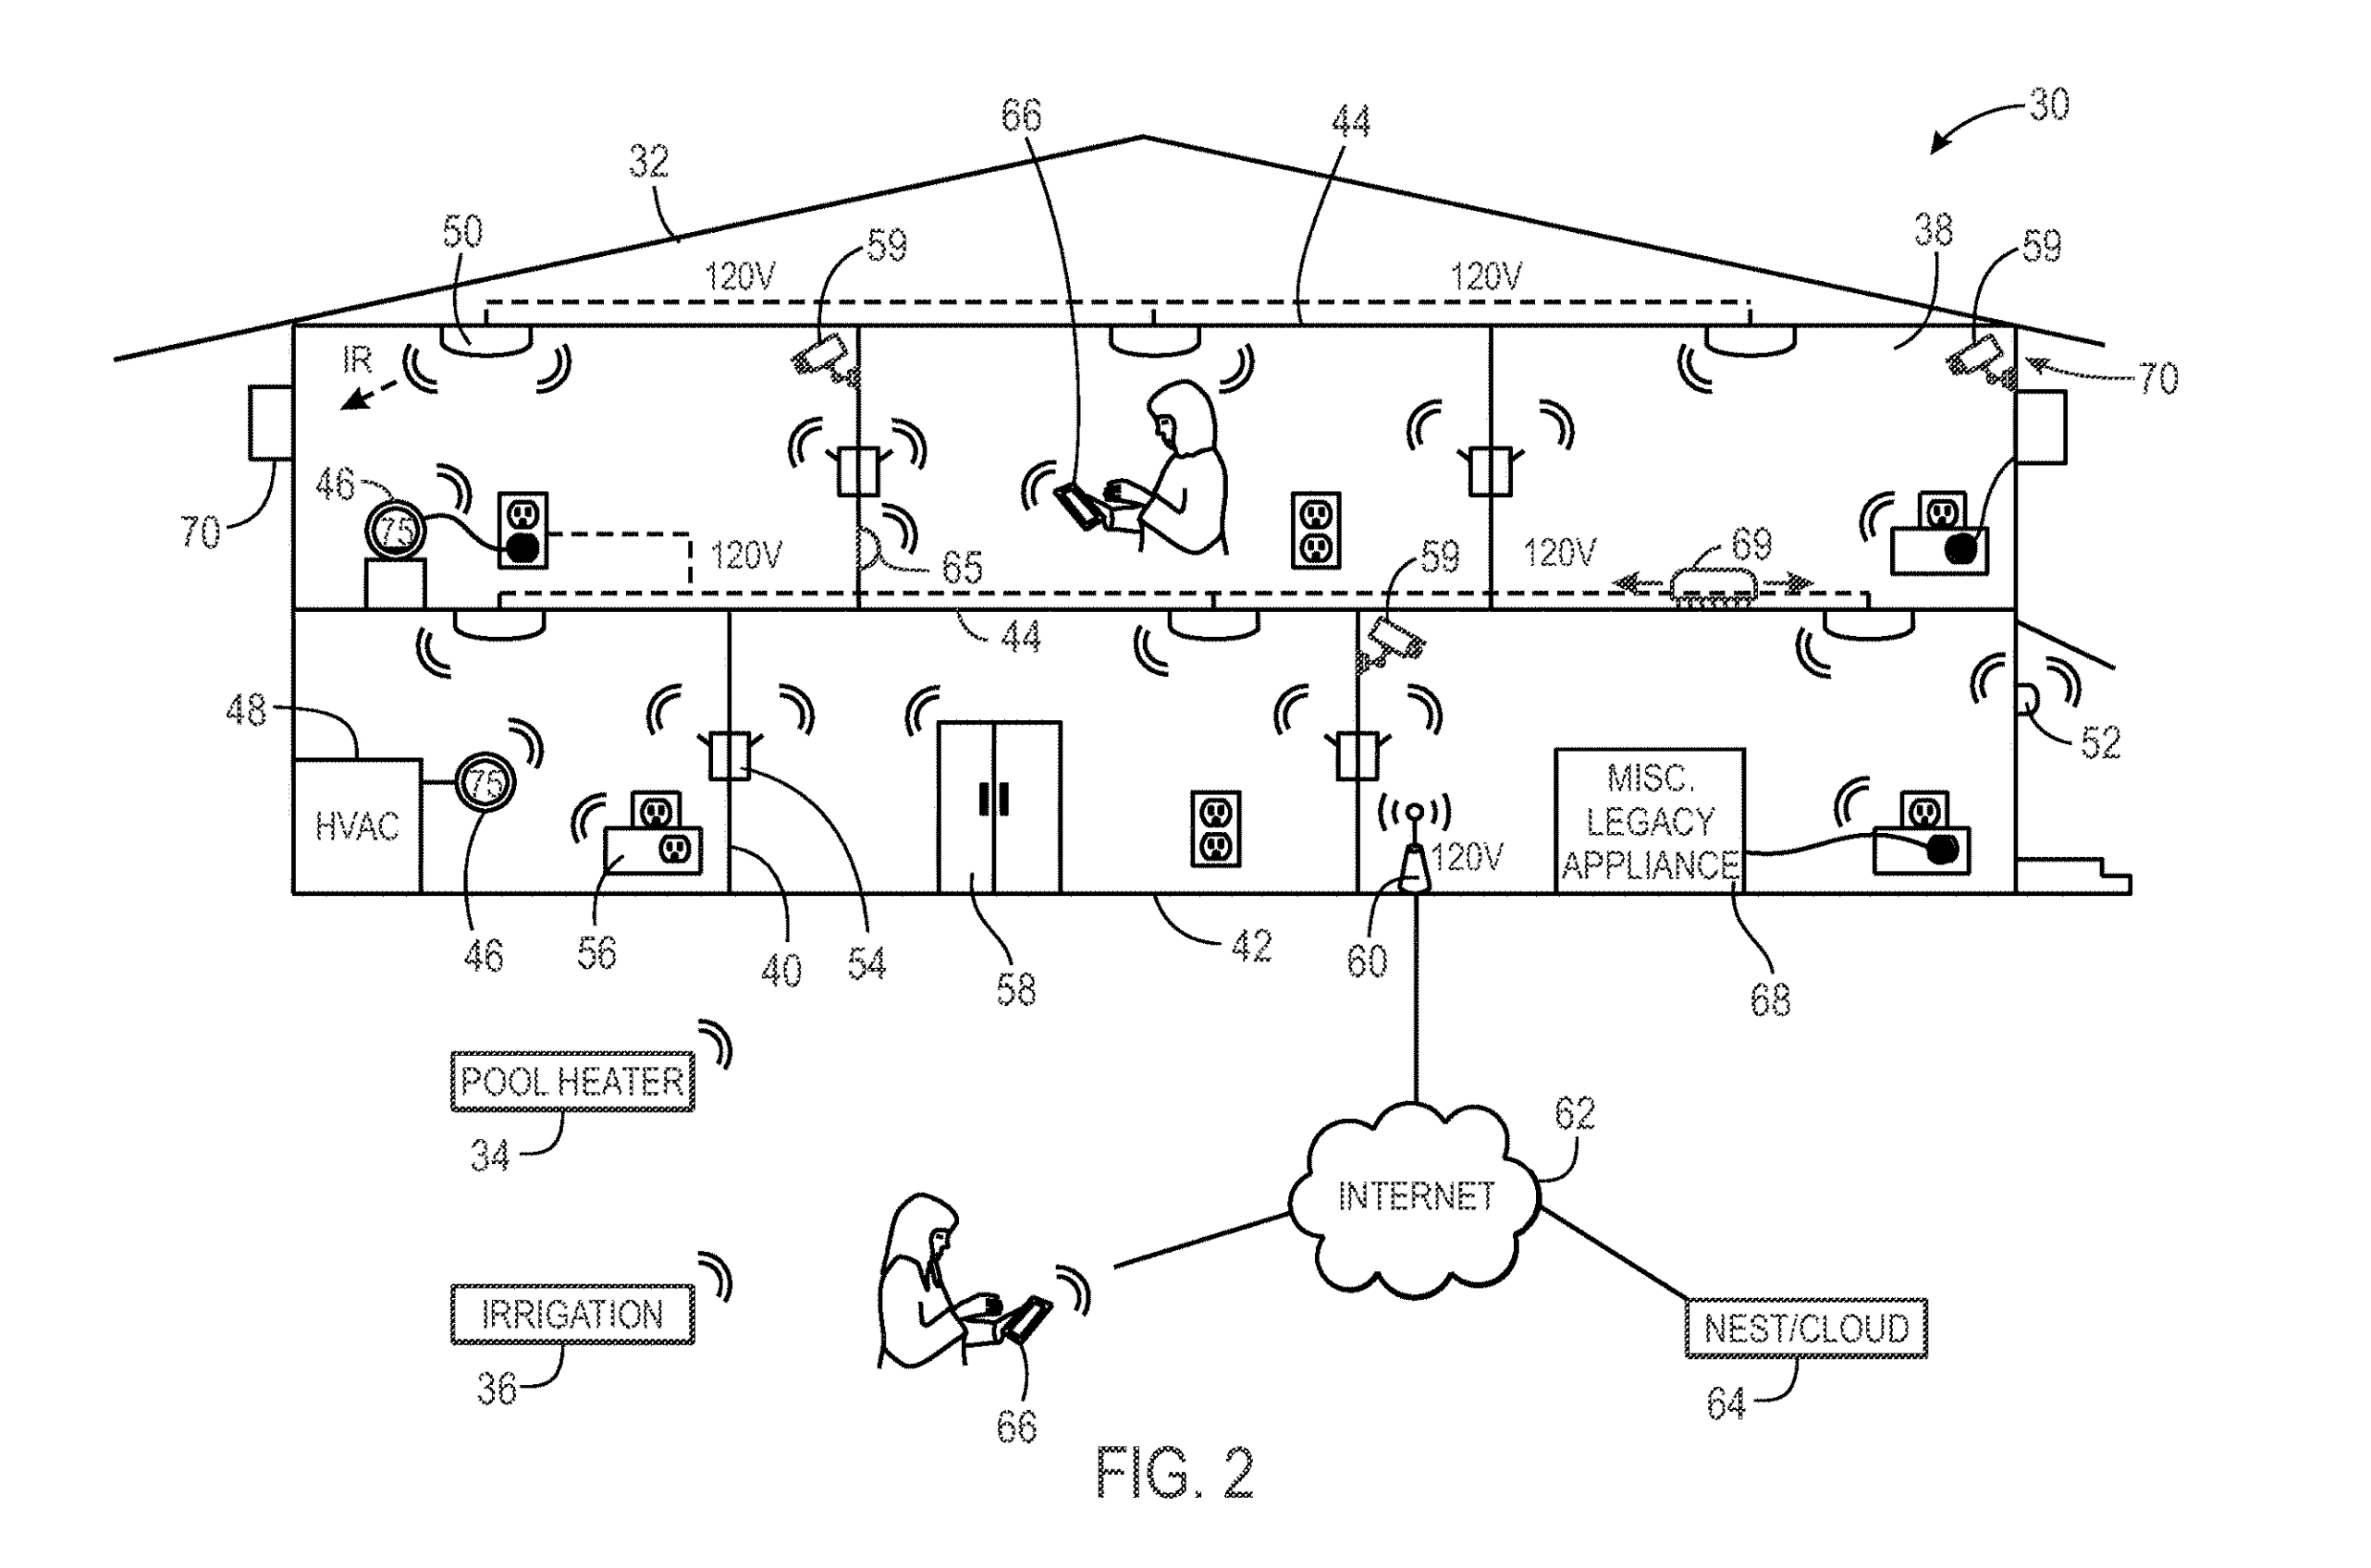 30
66
44
32
50
59
38
59
120V
120V
IR
70
46
75
70
120V
65
59
120V
69
44
48
52
75
HVAC
MISC.
LEGACY
APPLIANCE
120V
46
56
40
54
58
42
60
68
POOL HEATER
34
62
INTERNET
IRRIGATION
36
66
NEST/CLOUD
64
FIG. 2